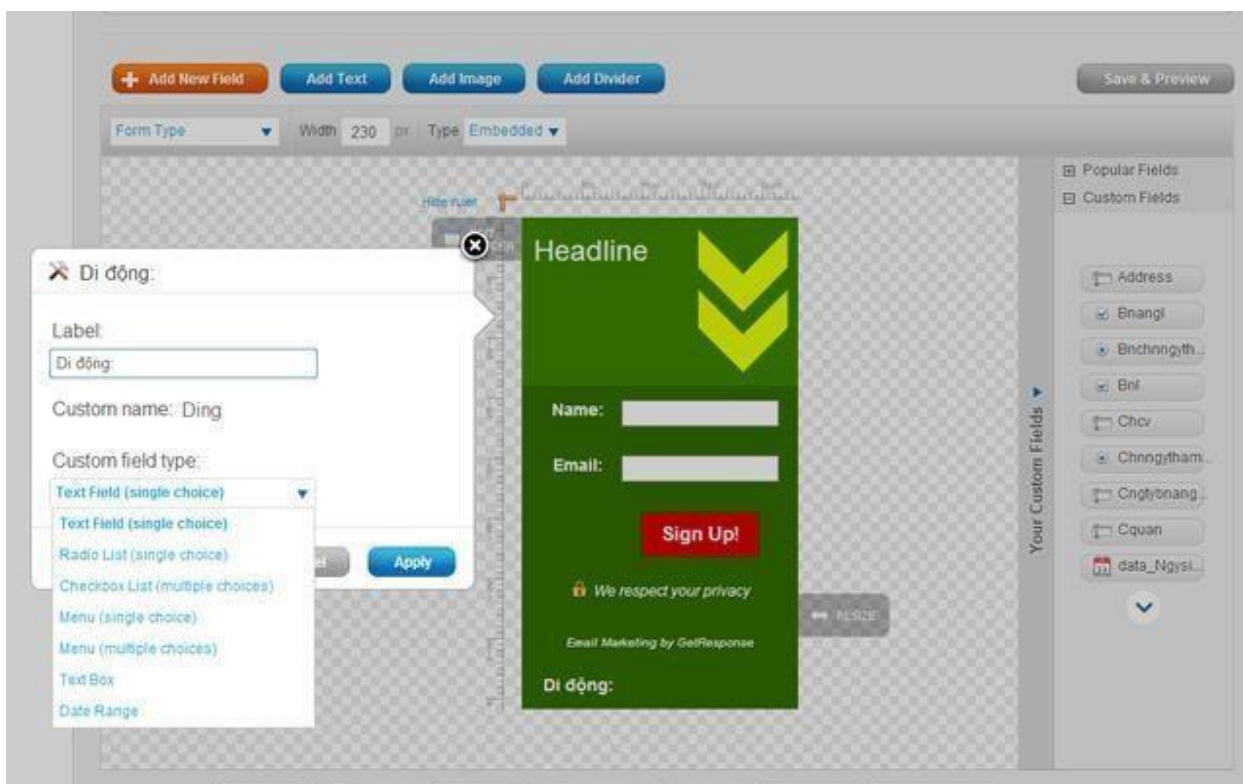 Add New Field
Add Text
Add Image
Add Divider
Save & Preview
Form Type
Width 230 px Type Embedded
Popular Fields
Custom Fields
Hide ruler
Headline
Di động:
Label:
Di động:
Custom name: Ding
Custom field type:
Text Field (single choice)
Text Field (single choice)
Radio List (single choice)
Checkbox List (multiple choices)
Menu (single choice)
Menu (multiple choices)
Text Box
Date Range
Apply
Name:
Email:
Sign Up!
We respect your privacy
Email Marketing by GetResponse
Di động:
RESIZE
Your Custom Fields
Address
Bnangl
Bnchnngyth...
Bnl
Chcv
Chnngytham...
Cngtybnang...
Cquan
data_Ngysi...